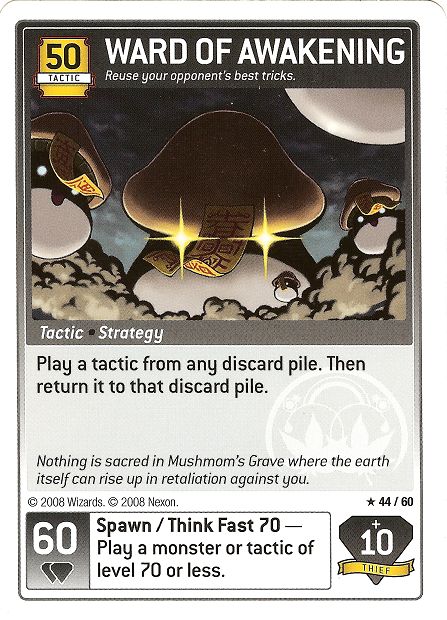 50
TACTIC
WARD OF AWAKENING
Reuse your opponent's best tricks.
Tactic • Strategy
Play a tactic from any discard pile. Then
return it to that discard pile.
Nothing is sacred in Mushmom's Grave where the earth
itself can rise up in retaliation against you.
© 2008 Wizards. © 2008 Nexon.
★ 44 / 60
60
Spawn / Think Fast 70 —
Play a monster or tactic of
level 70 or less.
+
10
THIEF